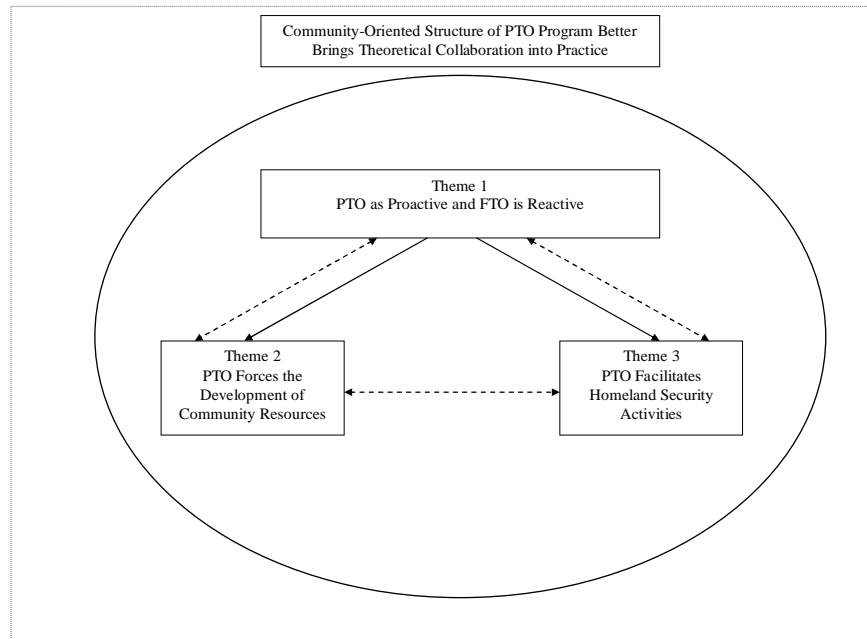 Community-Oriented Structure of PTO Program Better
Brings Theoretical Collaboration into Practice
Theme 1
PTO as Proactive and FTO is Reactive
Theme 2
PTO Forces the
Development of
Community Resources
Theme 3
PTO Facilitates
Homeland Security
Activities